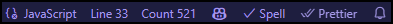 {} JavaScript Line 33 Count 521 ✓ Spell ✓✓ Prettier